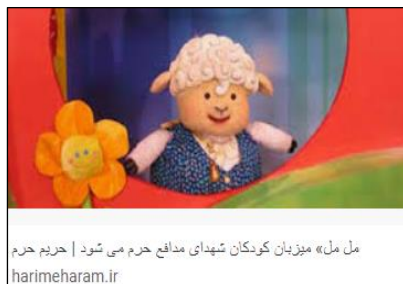 مل مل» میزبان کودکان شهدای مدافع حرم می شود | حریم حرم
harimeharam.ir